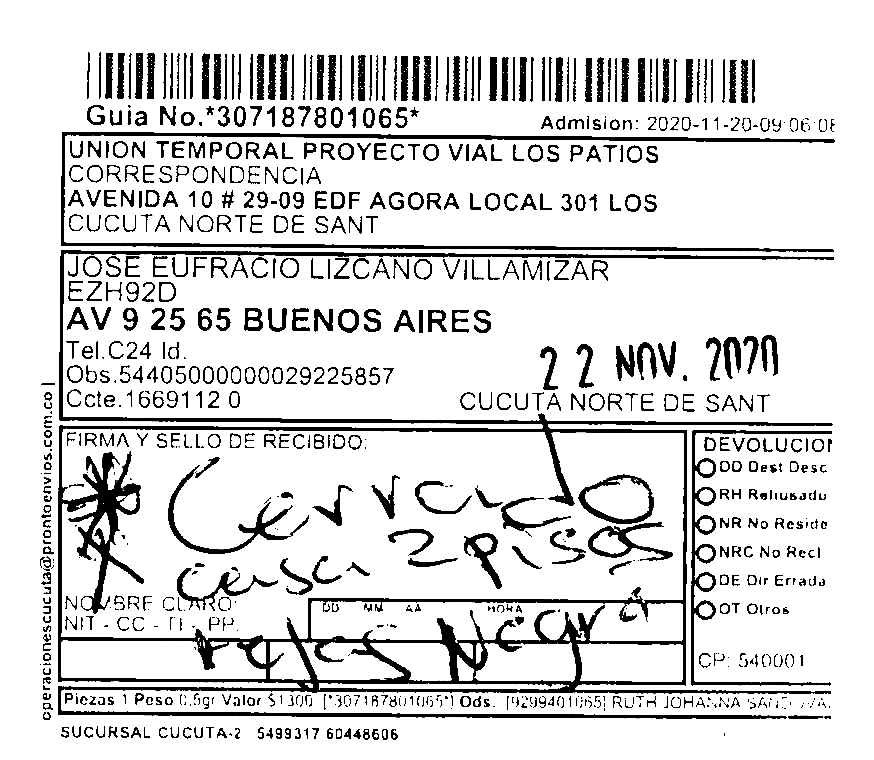 Guia No.*307187801065*
Admision: 2020-11-20-09:06:08
UNION TEMPORAL PROYECTO VIAL LOS PATIOS
CORRESPONDENCIA
AVENIDA 10 # 29-09 EDF AGORA LOCAL 301 LOS
CUCUTA NORTE DE SANT
JOSE EUFRACIO LIZCANO VILLAMIZAR
EZH92D
AV 9 25 65 BUENOS AIRES
Tel.C24 Id.
22 NOV. 2020
Obs.54405000000029225857
Ccte.1669112 0
CUCUTA NORTE DE SANT
operacionescucuta@prontoenvios.com.co |
FIRMA Y SELLO DE RECIBIDO:
Cerrado
casa 2 pisos
rejas Negra
NOMBRE CLARO:
NIT - CC - TI - PP
DD MM AA HORA
DEVOLUCION
DD Dest Desc
RH Rehusado
NR No Reside
NRC No Recl
DE Dir Errada
OT Otros
CP: 540001
Piezas 1 Peso 0.5gr Valor $1300 [*307187801065*] Ods. [9299401065] RUTH JOHANNA
SUCURSAL CUCUTA-2 5499317 60448606